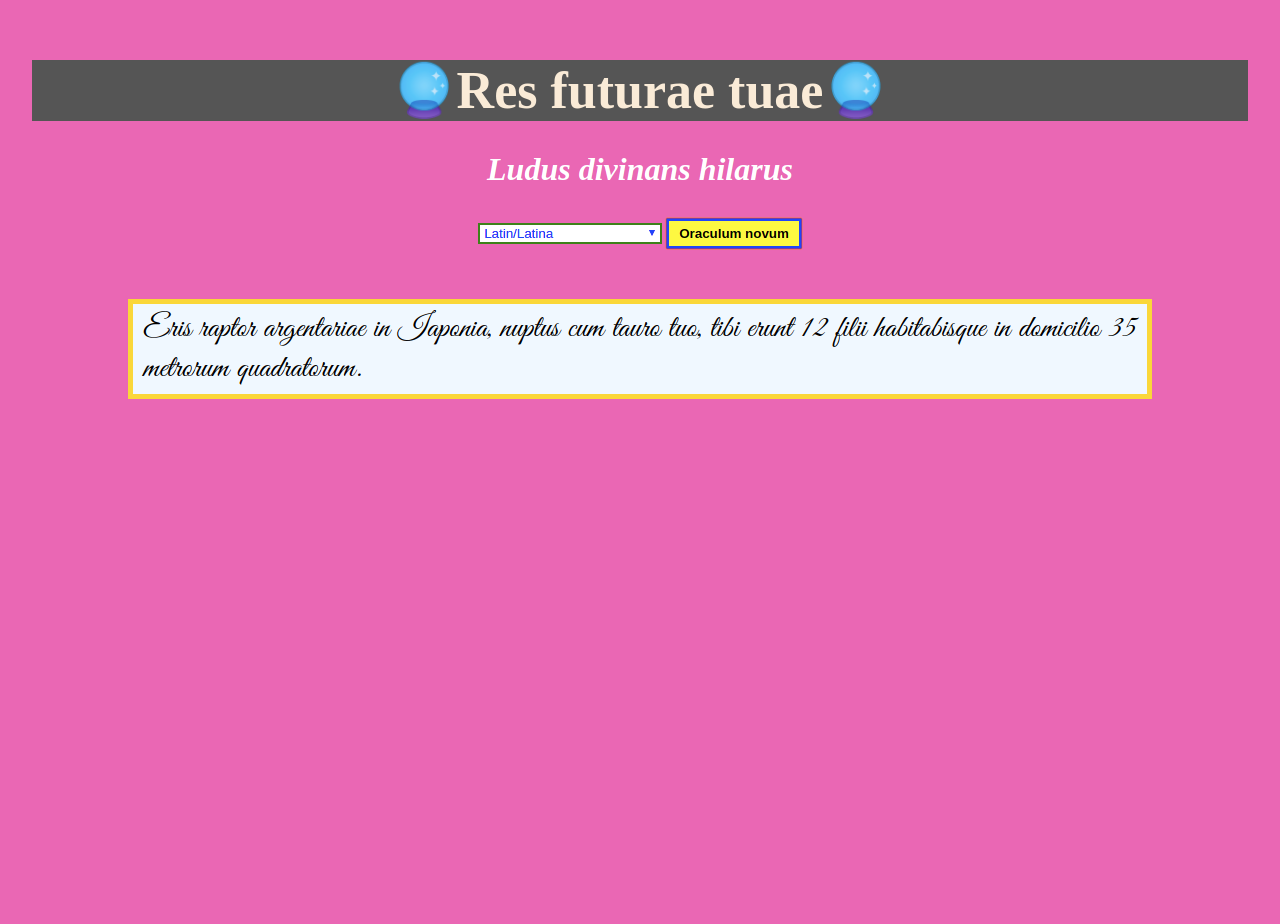 Res futurae tuae
Ludus divinans hilarus
Latin/Latina
Oraculum novum
Eris raptor argentariae in Iaponia, nuptus cum tauro tuo, tibi erunt 12 filii habitabisque in domicilio 35
metrorum quadratorum.